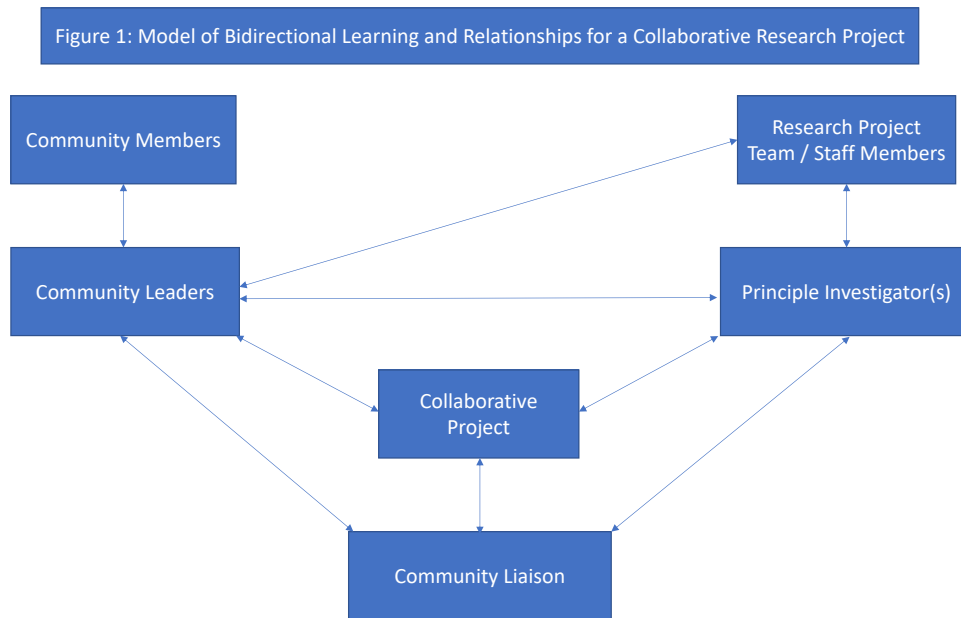 Figure 1: Model of Bidirectional Learning and Relationships for a Collaborative Research Project
Community Members
Research Project
Team / Staff Members
Community Leaders
Principle Investigator(s)
Collaborative
Project
Community Liaison